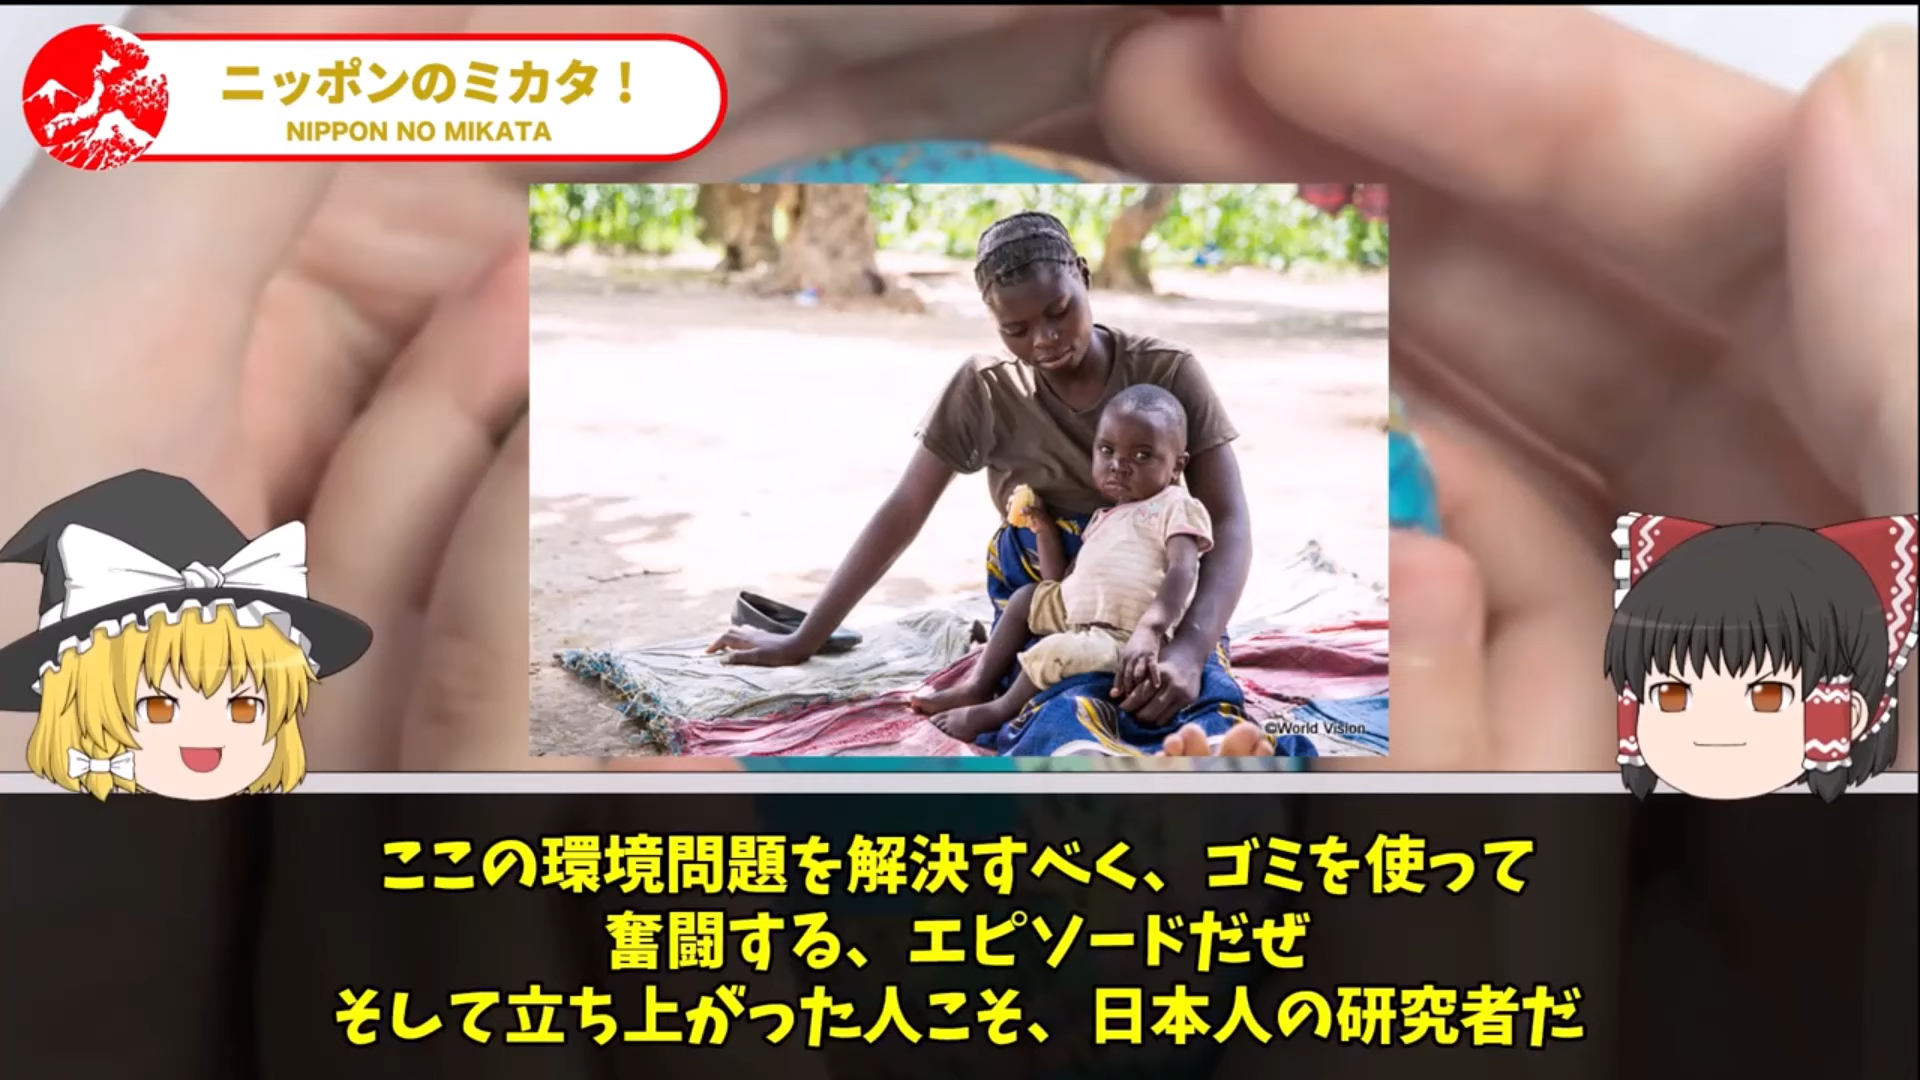 ニッポンのミカタ！
NIPPON NO MIKATA
©World Vision
ここの環境問題を解決すべく、ゴミを使って
奮闘する、エピソードだぜ
そして立ち上がった人こそ、日本人の研究者だ